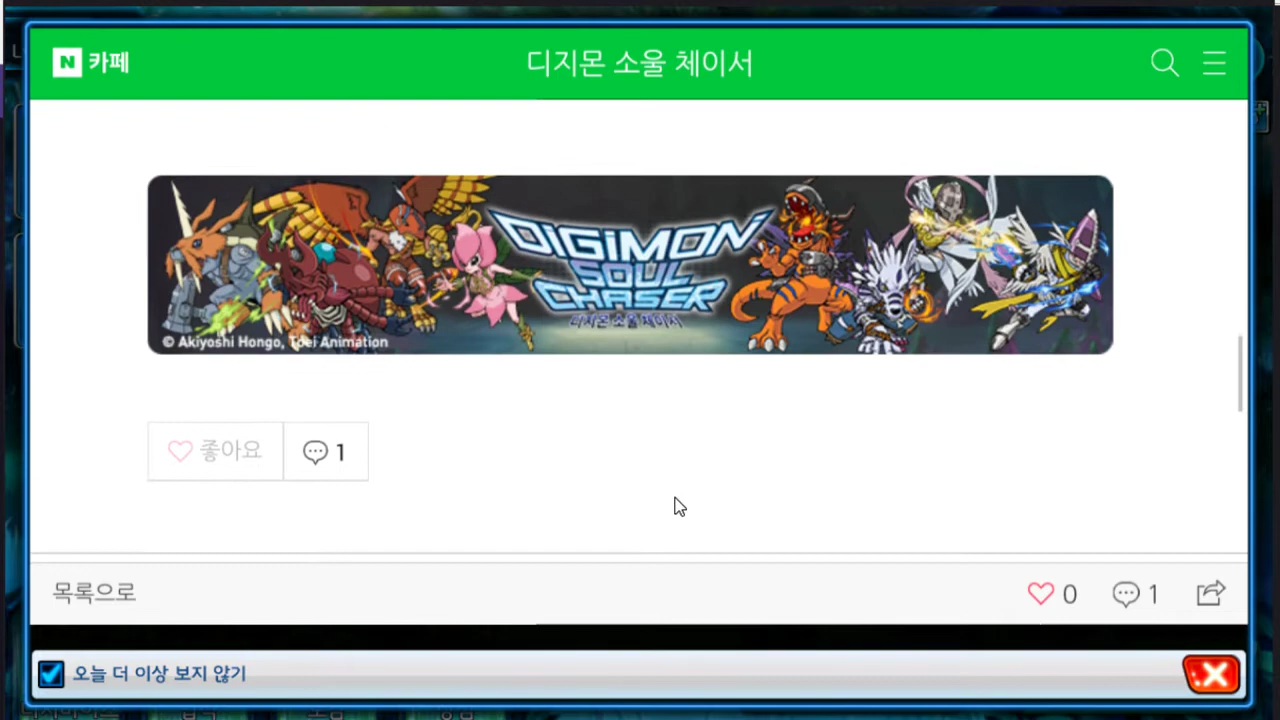 N 카페
디지몬 소울 체이서
DIGIMON
SOUL
CHASER
디지몬 소울 체이서
© Akiyoshi Hongo, Toei Animation
좋아요
1
목록으로
0
1
오늘 더 이상 보지 않기